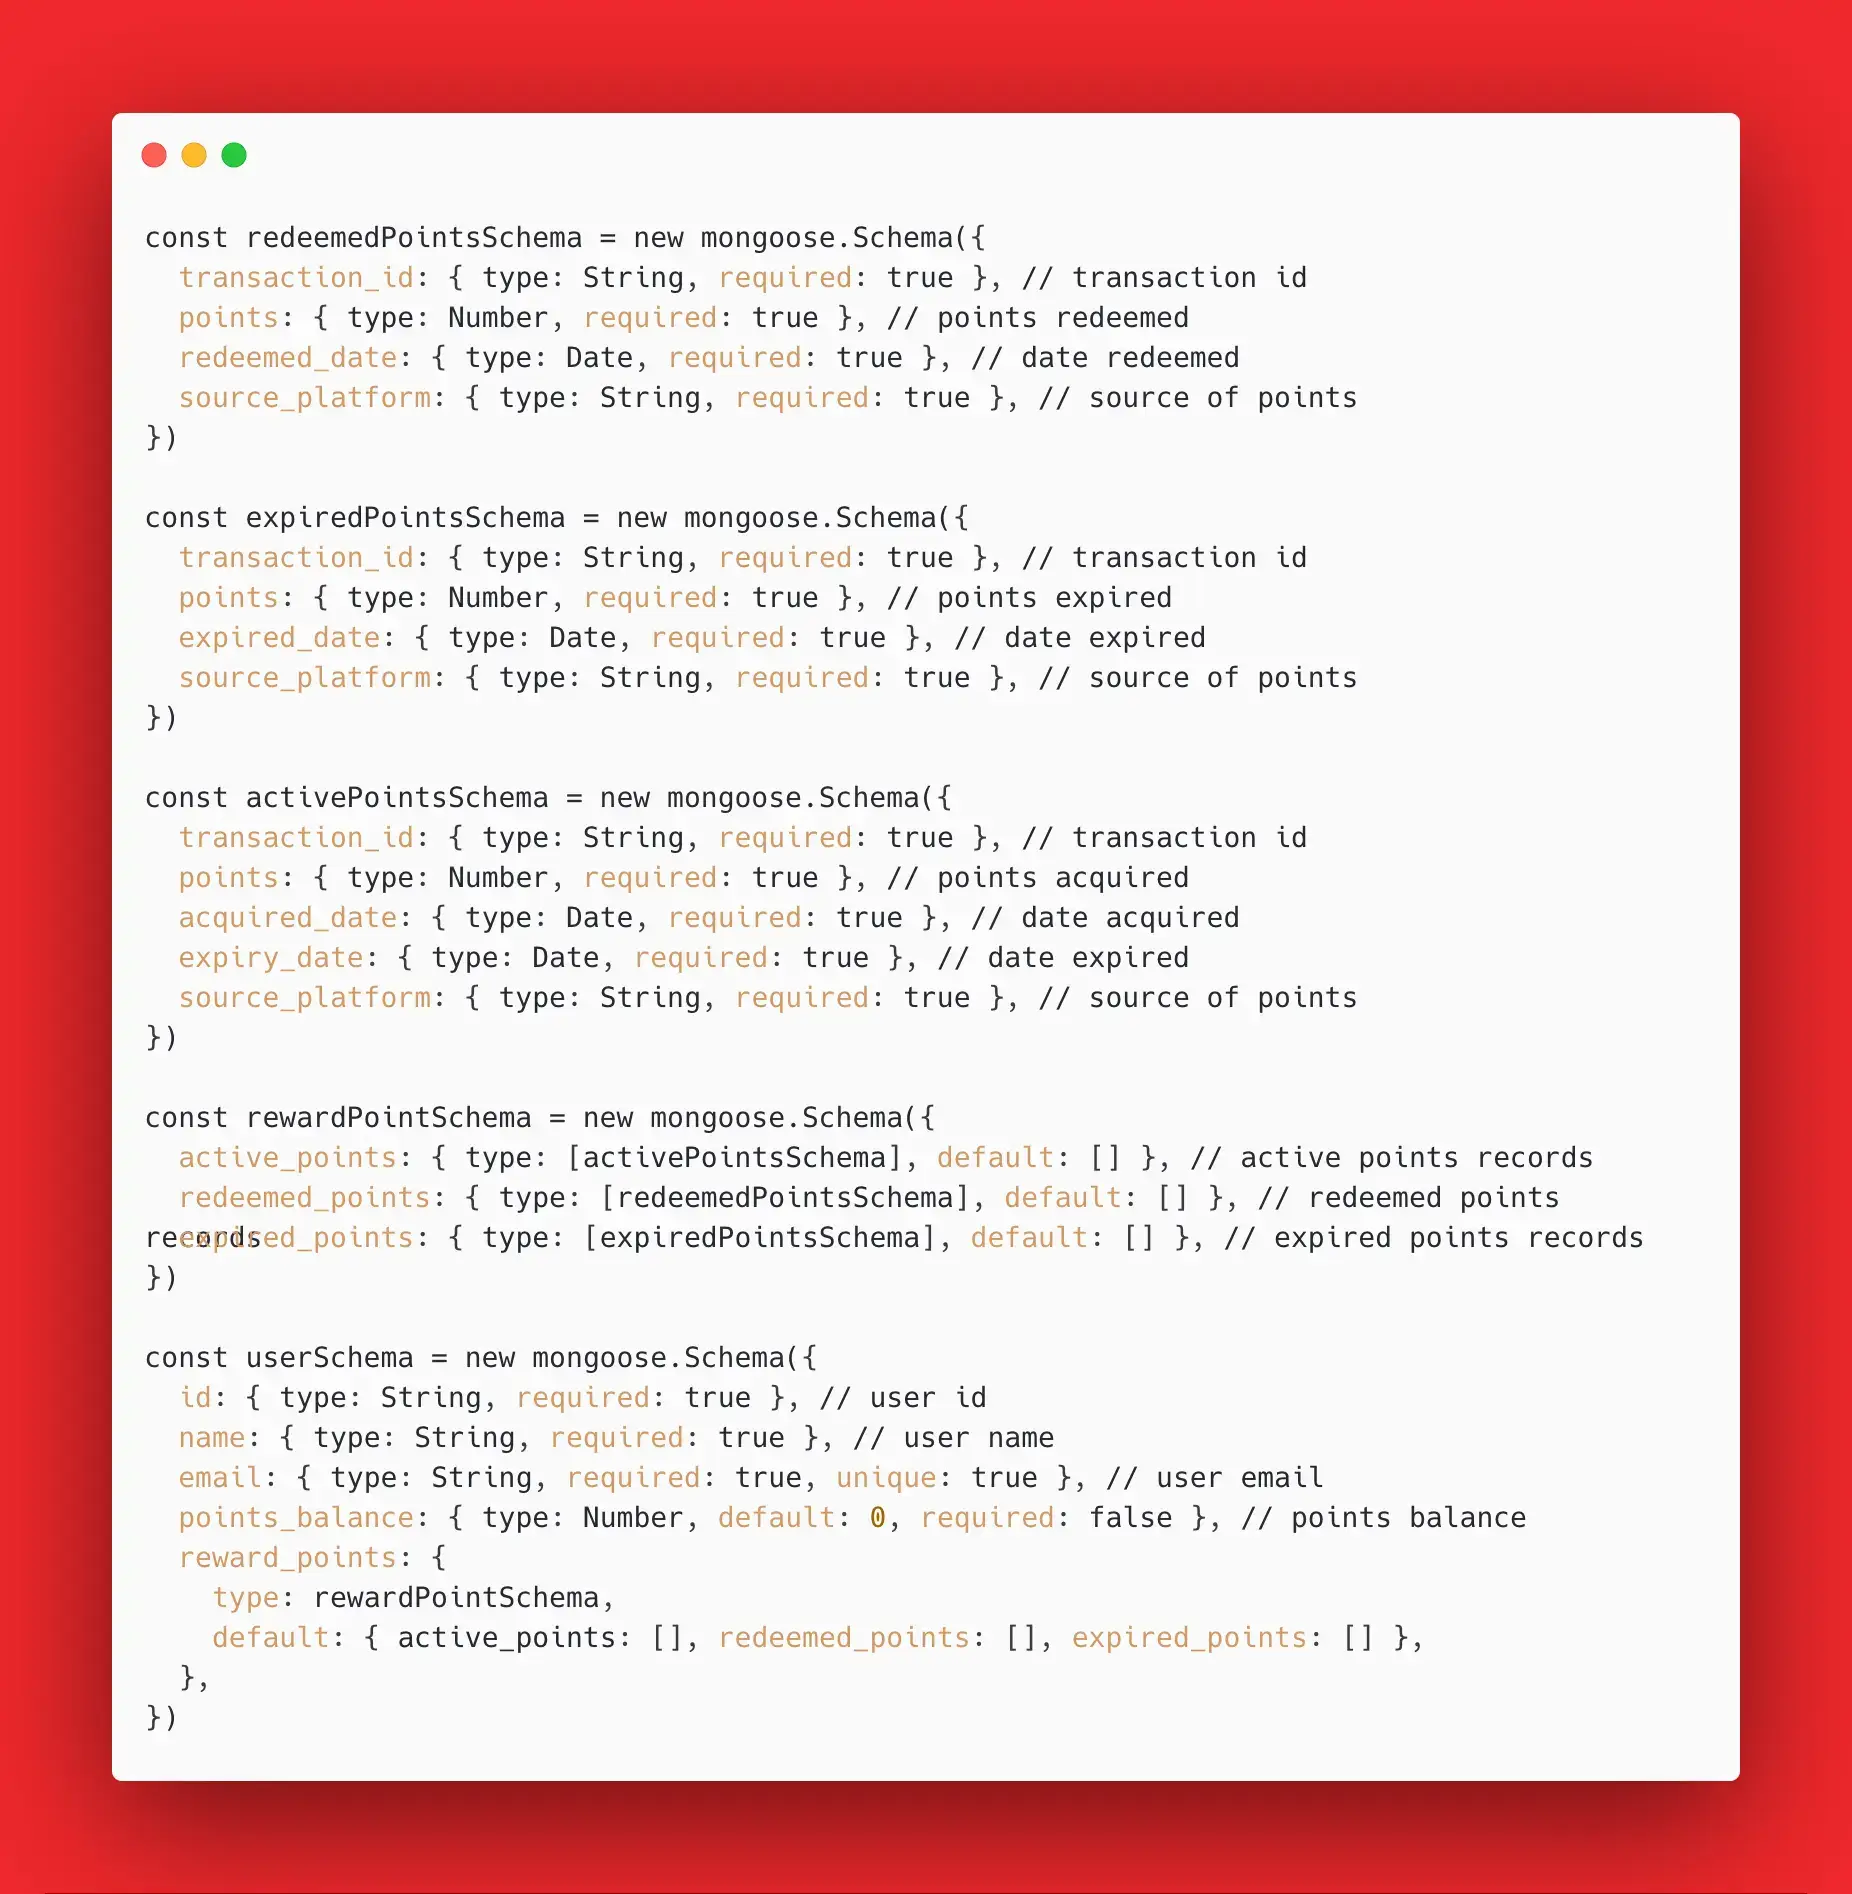 const redeemedPointsSchema = new mongoose.Schema({
  transaction_id: { type: String, required: true }, // transaction id
  points: { type: Number, required: true }, // points redeemed
  redeemed_date: { type: Date, required: true }, // date redeemed
  source_platform: { type: String, required: true }, // source of points
})

const expiredPointsSchema = new mongoose.Schema({
  transaction_id: { type: String, required: true }, // transaction id
  points: { type: Number, required: true }, // points expired
  expired_date: { type: Date, required: true }, // date expired
  source_platform: { type: String, required: true }, // source of points
})

const activePointsSchema = new mongoose.Schema({
  transaction_id: { type: String, required: true }, // transaction id
  points: { type: Number, required: true }, // points acquired
  acquired_date: { type: Date, required: true }, // date acquired
  expiry_date: { type: Date, required: true }, // date expired
  source_platform: { type: String, required: true }, // source of points
})

const rewardPointSchema = new mongoose.Schema({
  active_points: { type: [activePointsSchema], default: [] }, // active points records
  redeemed_points: { type: [redeemedPointsSchema], default: [] }, // redeemed points
records
  expired_points: { type: [expiredPointsSchema], default: [] }, // expired points records
})

const userSchema = new mongoose.Schema({
  id: { type: String, required: true }, // user id
  name: { type: String, required: true }, // user name
  email: { type: String, required: true, unique: true }, // user email
  points_balance: { type: Number, default: 0, required: false }, // points balance
  reward_points: {
    type: rewardPointSchema,
    default: { active_points: [], redeemed_points: [], expired_points: [] },
  },
})